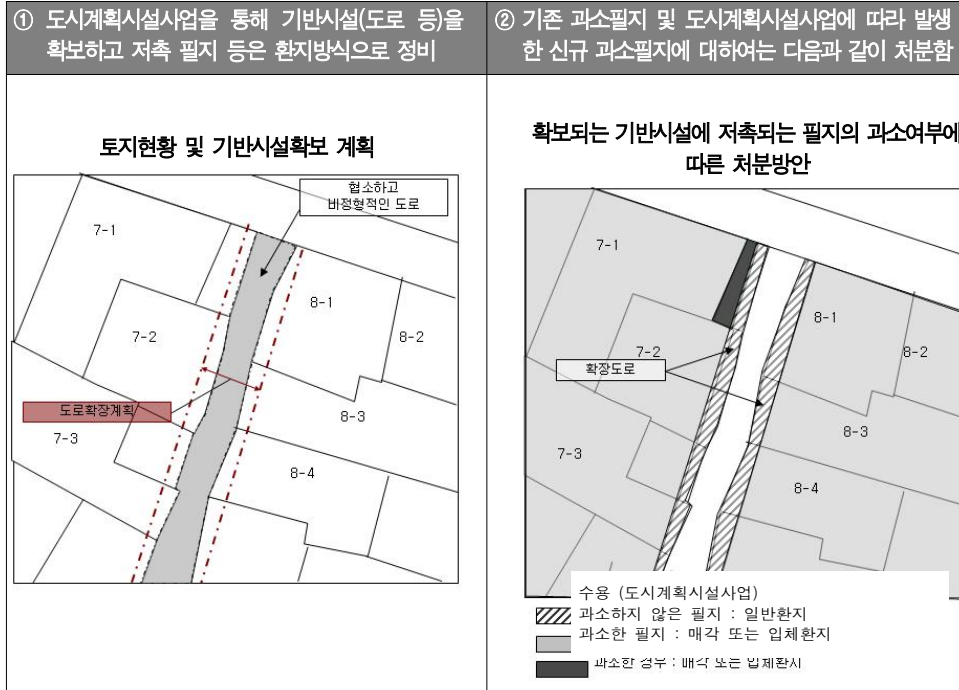 ① 도시계획시설사업을 통해 기반시설(도로 등)을
확보하고 저촉 필지 등은 환지방식으로 정비
토지현황 및 기반시설확보 계획
협소하고
비정형적인 도로
7-1
8-1
7-2
8-2
도로확장계획
8-3
7-3
8-4
② 기존 과소필지 및 도시계획시설사업에 따라 발생
한 신규 과소필지에 대하여는 다음과 같이 처분함
확보되는 기반시설에 저촉되는 필지의 과소여부에
따른 처분방안
7-1
8-1
7-2
8-2
확장도로
8-3
7-3
8-4
수용 (도시계획시설사업)
과소하지 않은 필지 : 일반환지
과소한 필지 : 매각 또는 입체환지
과소한 경우 : 매각 또는 입체환지